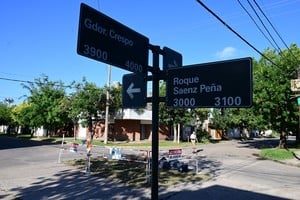 Gdor. Crespo
3900 4000
Roque
Saenz Peña
3000 3100